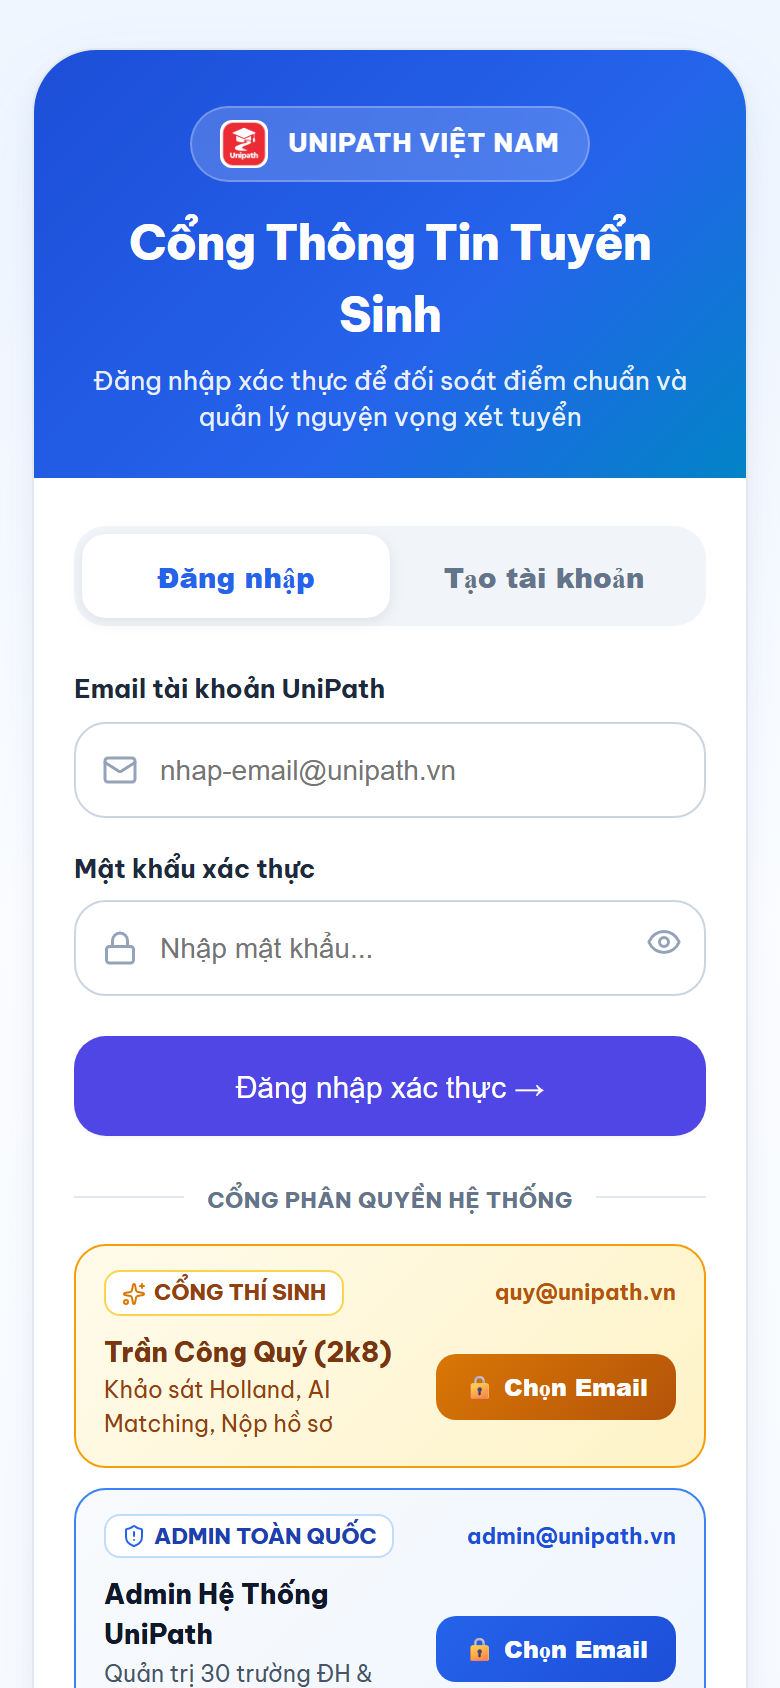 Unipath
UNIPATH VIỆT NAM
Cổng Thông Tin Tuyển
Sinh
Đăng nhập xác thực để đối soát điểm chuẩn và
quản lý nguyện vọng xét tuyển
Đăng nhập
Tạo tài khoản
Email tài khoản UniPath
nhap-email@unipath.vn
Mật khẩu xác thực
Nhập mật khẩu...
Đăng nhập xác thực →
CỔNG PHÂN QUYỀN HỆ THỐNG
CỔNG THÍ SINH
quy@unipath.vn
Trần Công Quý (2k8)
Khảo sát Holland, AI
Matching, Nộp hồ sơ
Chọn Email
ADMIN TOÀN QUỐC
admin@unipath.vn
Admin Hệ Thống
UniPath
Quản trị 30 trường ĐH &
Chọn Email